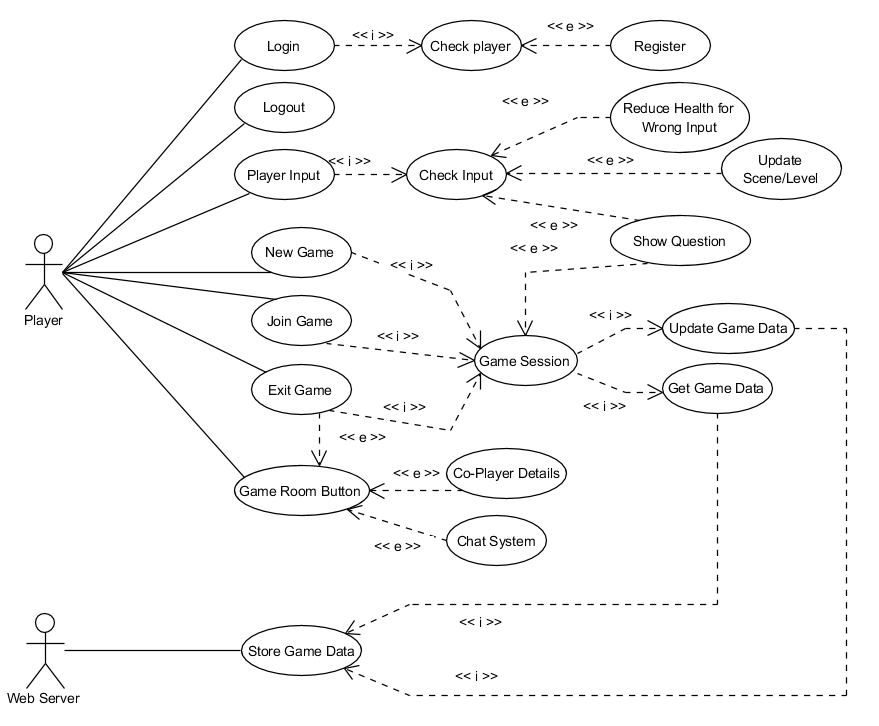 Login
<< i >>
Check player
<< e >>
Register
Logout
<< e >>
Reduce Health for
Wrong Input
Player Input
<< i >>
Check Input
<< e >>
Update
Scene/Level
<< e >>
Show Question
<< e >>
New Game
<< i >>
Player
Join Game
<< i >>
Game Session
<< i >>
Update Game Data
Exit Game
<< i >>
<< i >>
Get Game Data
<< e >>
Game Room Button
<< e >>
Co-Player Details
<< e >>
Chat System
<< i >>
Store Game Data
<< i >>
Web Server